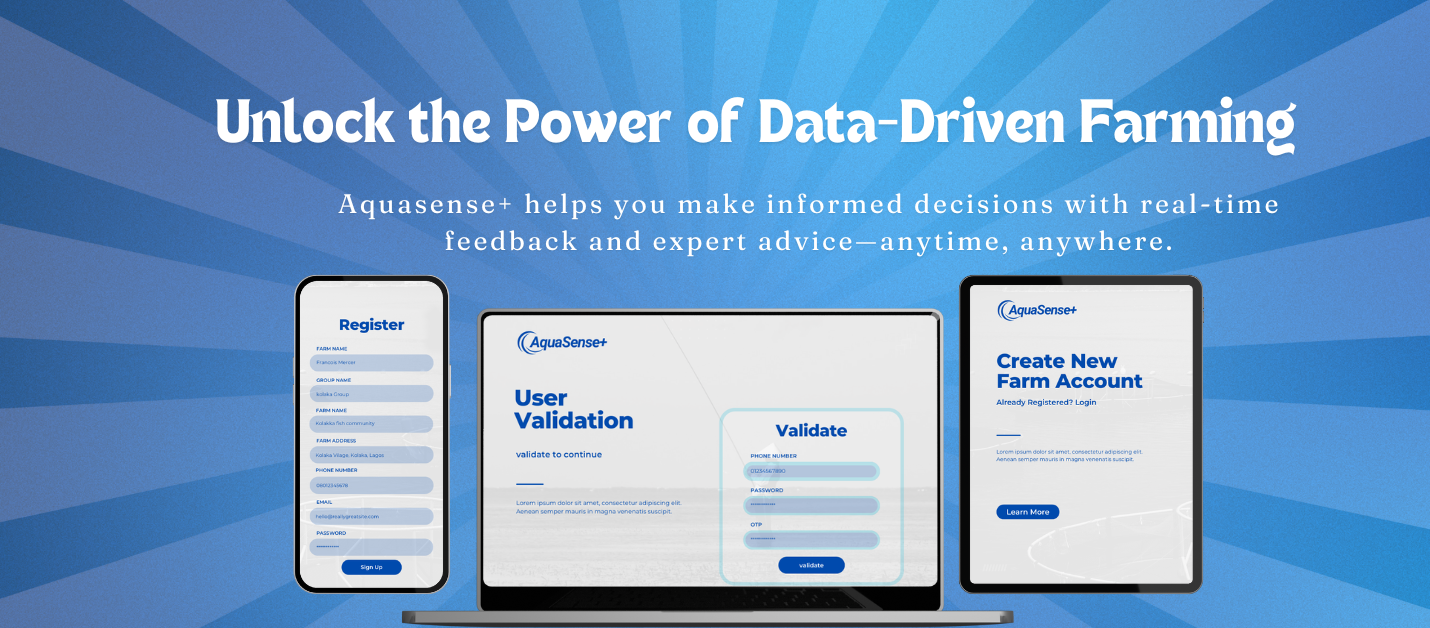 Unlock the Power of Data-Driven Farming
Aquasense+ helps you make informed decisions with real-time
feedback and expert advice—anytime, anywhere.
Register
FARM NAME
Francois Mercer
GROUP NAME
Kolaka Group
FARM NAME
Kolakka fish community
FARM ADDRESS
Kolaka Village, Kolaka, Lagos
PHONE NUMBER
08012345678
EMAIL
hello@reallygreatsite.com
PASSWORD
Sign Up
AquaSense+
User
Validation
validate to continue
Lorem ipsum dolor sit amet, consectetur adipiscing elit.
Aenean semper mauris in magna venenatis suscipit.
Validate
PHONE NUMBER
01234567890
PASSWORD
OTP
validate
AquaSense+
Create New
Farm Account
Already Registered? Login
Lorem ipsum dolor sit amet, consectetur adipiscing elit.
Aenean semper mauris in magna venenatis suscipit.
Learn More